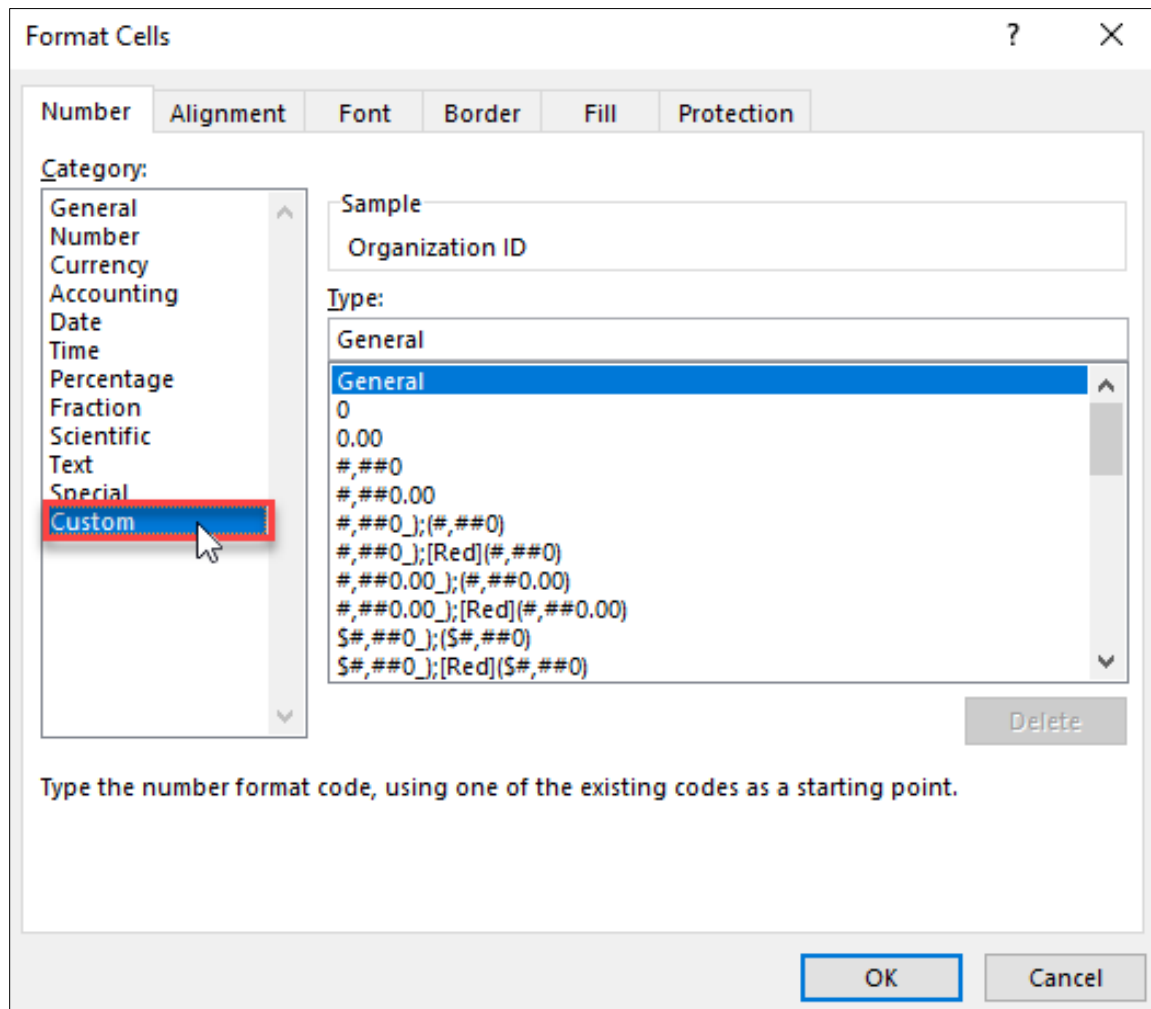 Format Cells ?
Number Alignment Font Border Fill Protection
Category:
General
Number
Currency
Accounting
Date
Time
Percentage
Fraction
Scientific
Text
Special
Custom
Sample
Organization ID
Type:
General
General
0
0.00
#,##0
#,##0.00
#,##0_);(#,##0)
#,##0_);[Red](#,##0)
#,##0.00_);(#,##0.00)
#,##0.00_);[Red](#,##0.00)
$#,##0_);($#,##0)
$#,##0_);[Red]($#,##0)
Delete
Type the number format code, using one of the existing codes as a starting point.
OK Cancel